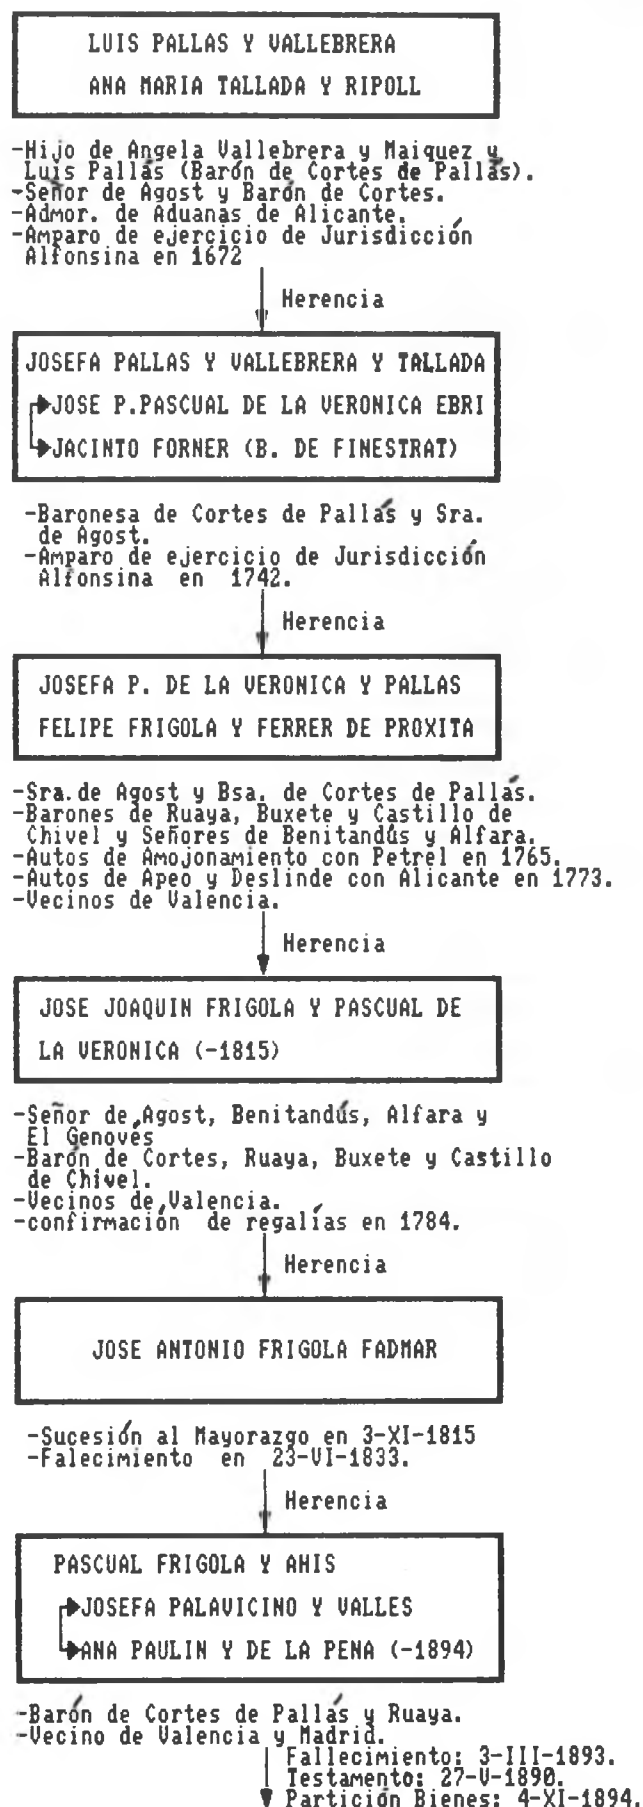 LUIS PALLAS Y VALLEBRERA
ANA MARIA TALLADA Y RIPOLL
-Hijo de Angela Vallebrera y Maiquez y
Luis Pallás (Barón de Cortes de Pallás).
-Señor de Agost y Barón de Cortes.
-Admor. de Aduanas de Alicante.
-Amparo de ejercicio de Jurisdicción
Alfonsina en 1672
Herencia
JOSEFA PALLAS Y VALLEBRERA Y TALLADA
JOSE P.PASCUAL DE LA VERONICA EBRI
JACINTO FORNER (B. DE FINESTRAT)
-Baronesa de Cortes de Pallás y Sra.
de Agost.
-Amparo de ejercicio de Jurisdicción
Alfonsina en 1742.
Herencia
JOSEFA P. DE LA VERONICA Y PALLAS
FELIPE FRIGOLA Y FERRER DE PROXITA
-Sra. de Agost y Bsa. de Cortes de Pallás.
-Barones de Ruaya, Buxete y Castillo de
Chivel y Señores de Benitandús y Alfara.
-Autos de Amojonamiento con Petrel en 1765.
-Autos de Apeo y Deslinde con Alicante en 1773.
-Vecinos de Valencia.
Herencia
JOSE JOAQUIN FRIGOLA Y PASCUAL DE
LA VERONICA (-1815)
-Señor de Agost, Benitandús, Alfara y
El Genovés
-Barón de Cortes, Ruaya, Buxete y Castillo
de Chivel.
-Vecinos de Valencia.
-confirmación de regalías en 1784.
Herencia
JOSE ANTONIO FRIGOLA FADMAR
-Sucesión al Mayorazgo en 3-XI-1815
-Falecimiento en 23-VI-1833.
Herencia
PASCUAL FRIGOLA Y AHIS
JOSEFA PALAVICINO Y VALLES
ANA PAULIN Y DE LA PENA (-1894)
-Barón de Cortes de Pallás y Ruaya.
-Vecino de Valencia y Madrid.
Fallecimiento: 3-III-1893.
Testamento: 27-V-1890.
Partición Bienes: 4-XI-1894.